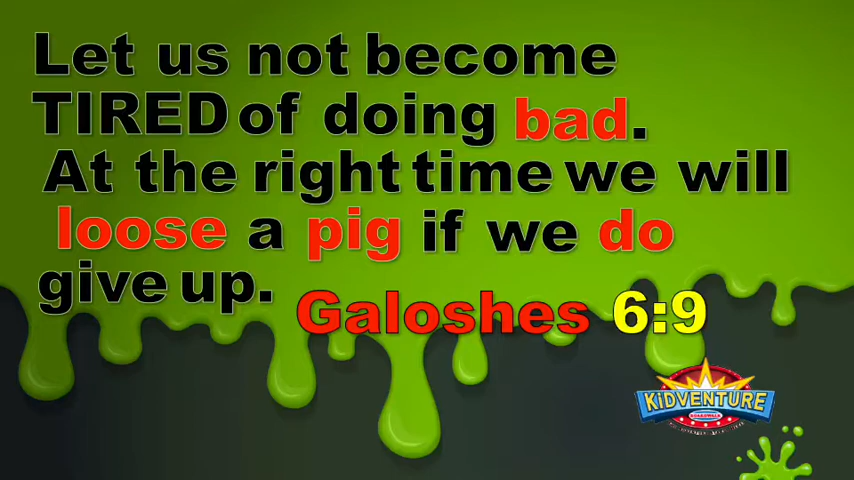 Let us not become
TIRED of doing bad.
At the right time we will
loose a pig if we do
give up.
Galoshes 6:9
KIDVENTURE